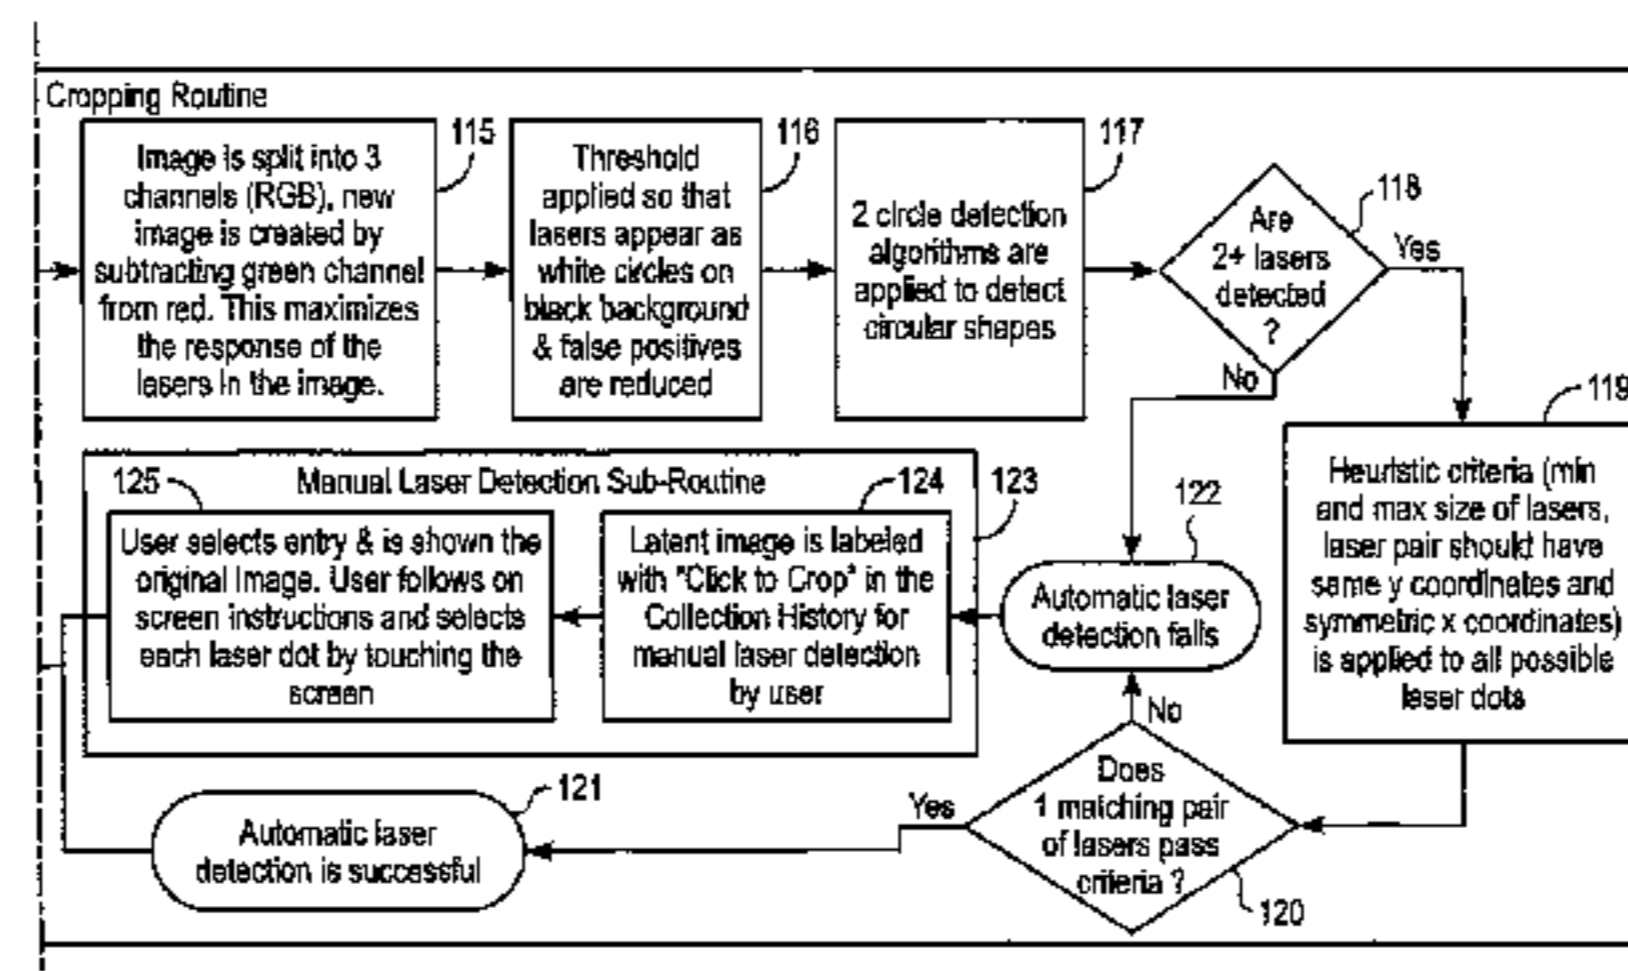 Cropping Routine
115
Image is split into 3
channels (RGB), new
image is created by
subtracting green channel
from red. This maximizes
the response of the
lasers in the image.
116
Threshold
applied so that
lasers appear as
white circles on
black background
& false positives
are reduced
117
2 circle detection
algorithms are
applied to detect
circular shapes
118
Are
2+ lasers
detected
?
Yes
No
119
Heuristic criteria (min
and max size of lasers,
laser pair should have
same y coordinates and
symmetric x coordinates)
is applied to all possible
laser dots
120
Does
1 matching pair
of lasers pass
criteria ?
No
Yes
121
Automatic laser
detection is successful
122
Automatic laser
detection fails
123
Manual Laser Detection Sub-Routine
124
Latent image is labeled
with "Click to Crop" in the
Collection History for
manual laser detection
by user
125
User selects entry & is shown the
original Image. User follows on
screen instructions and selects
each laser dot by touching the
screen